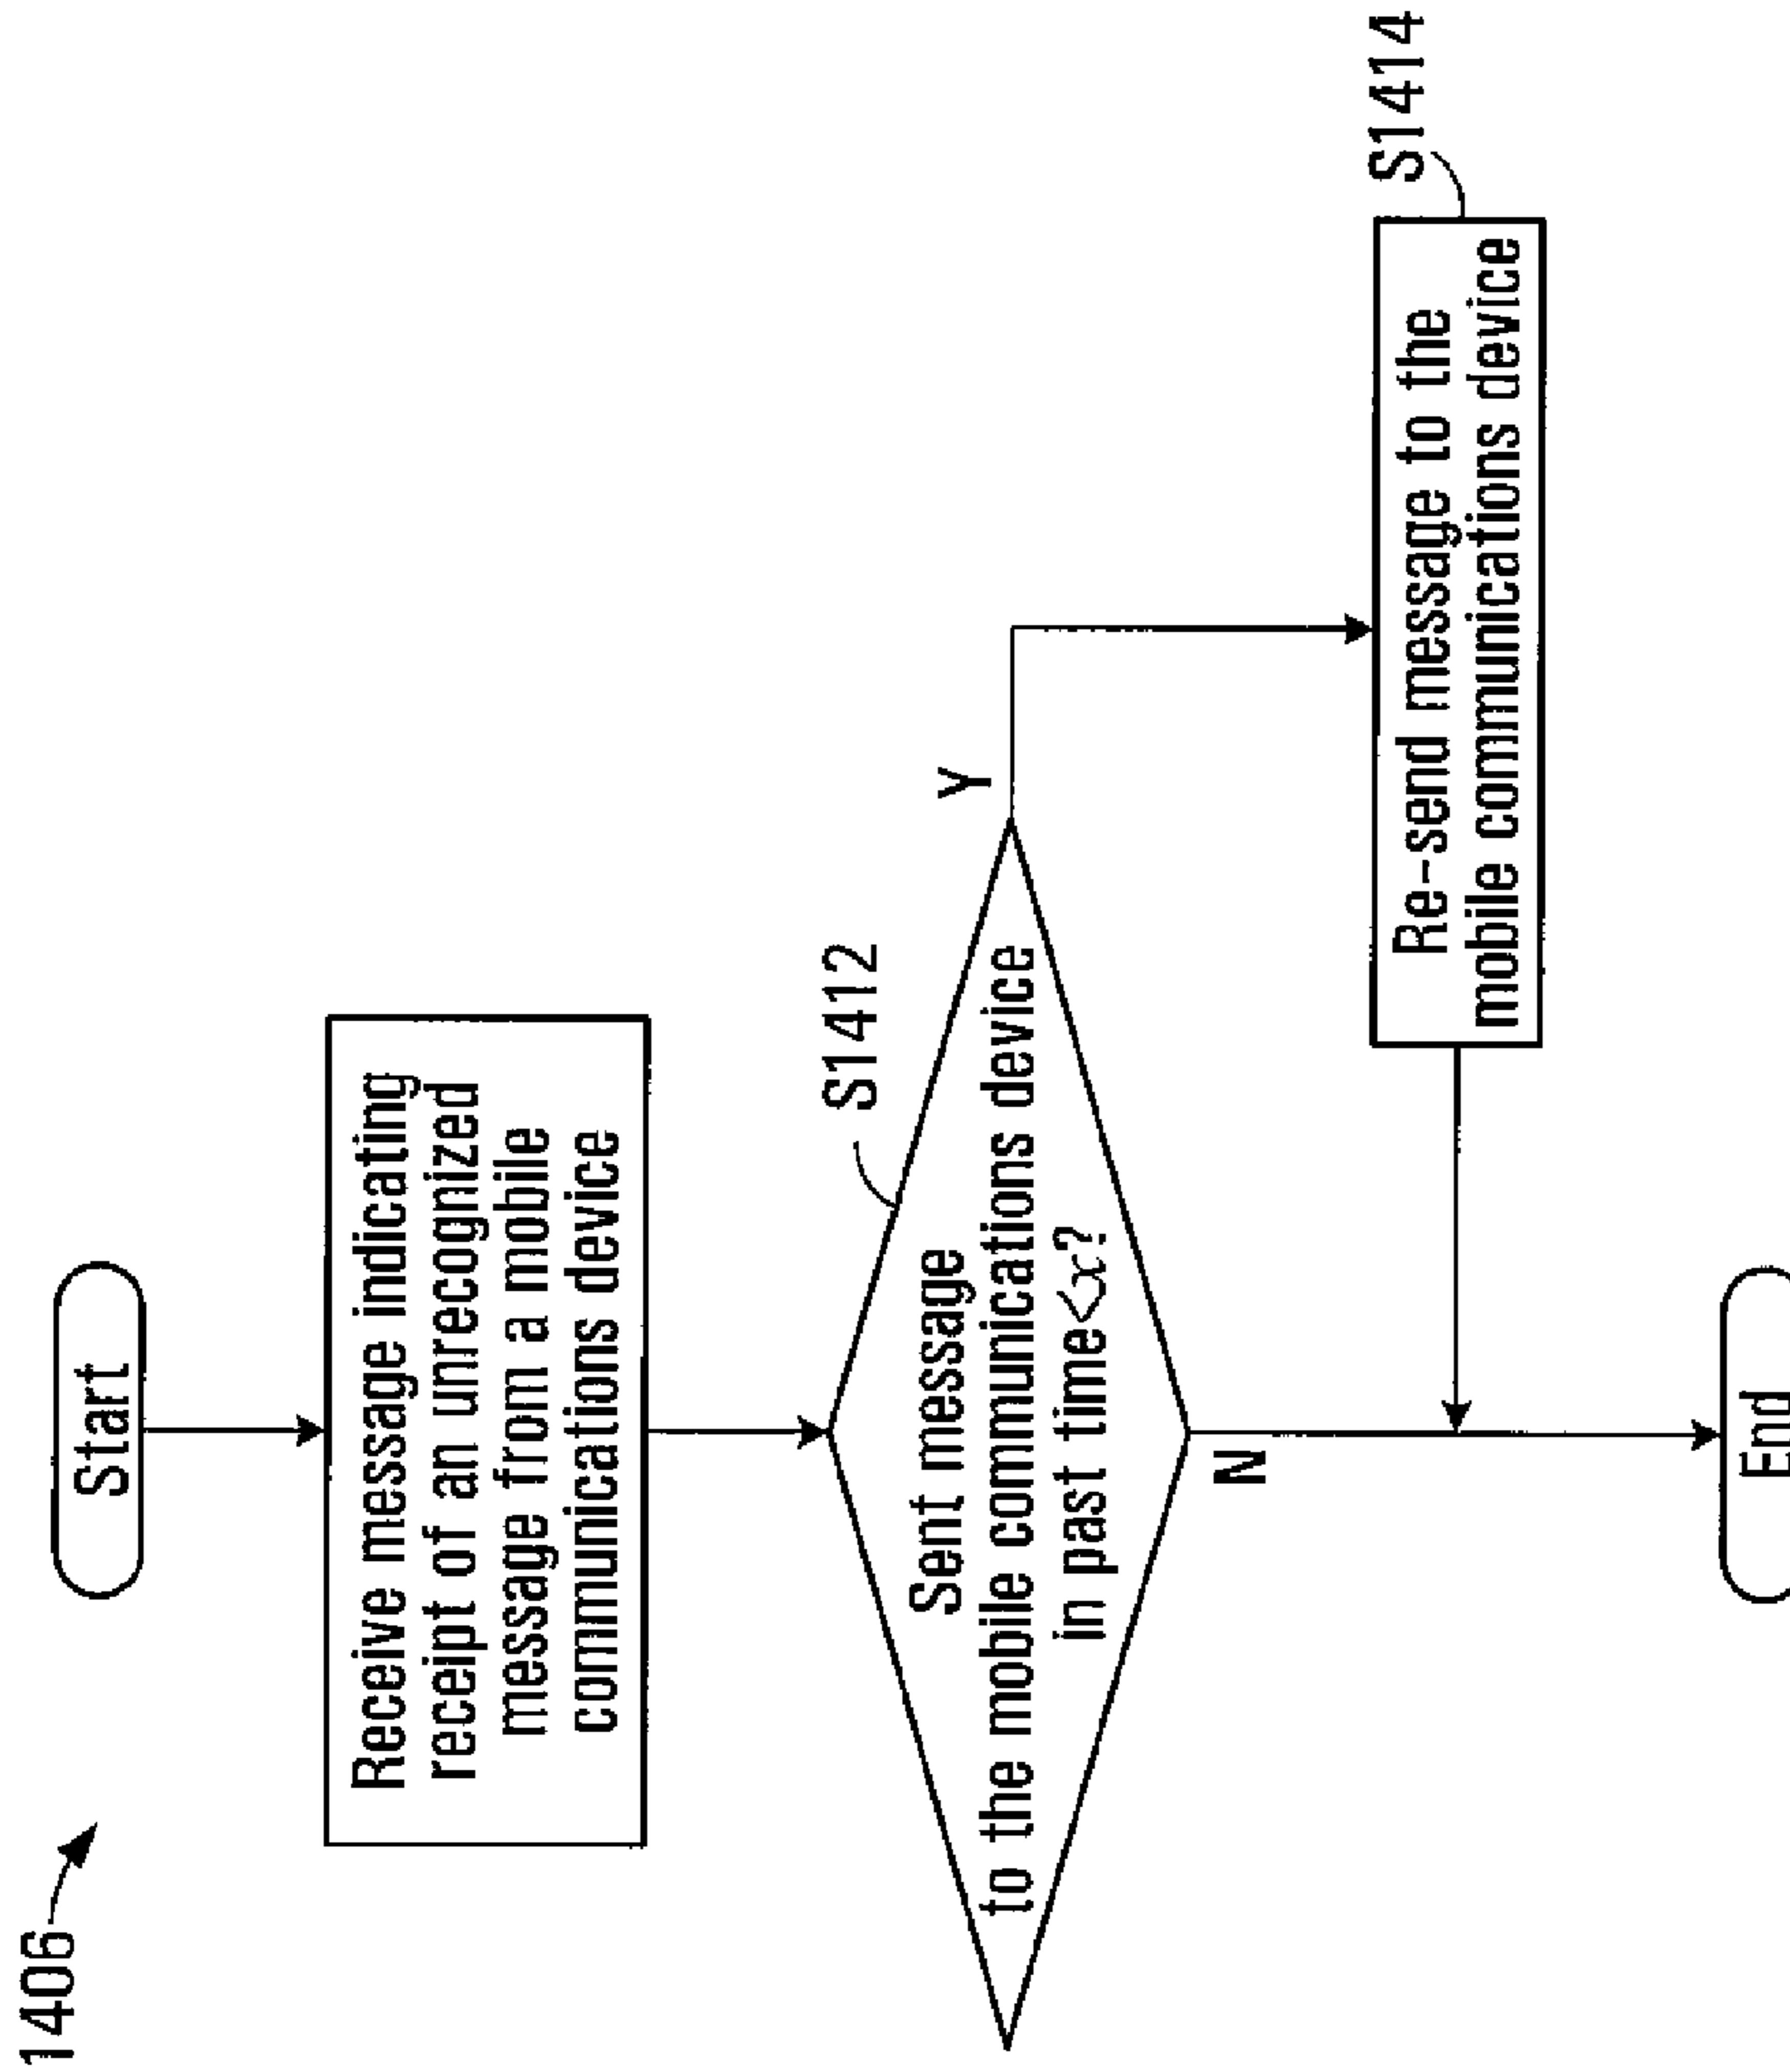 1406
Start
Receive message indicating
receipt of an unrecognized
message from a mobile
communications device
S1412
Sent message
to the mobile communications device
in past time<x?
Y
N
S1414
Re-send message to the
mobile communications device
End